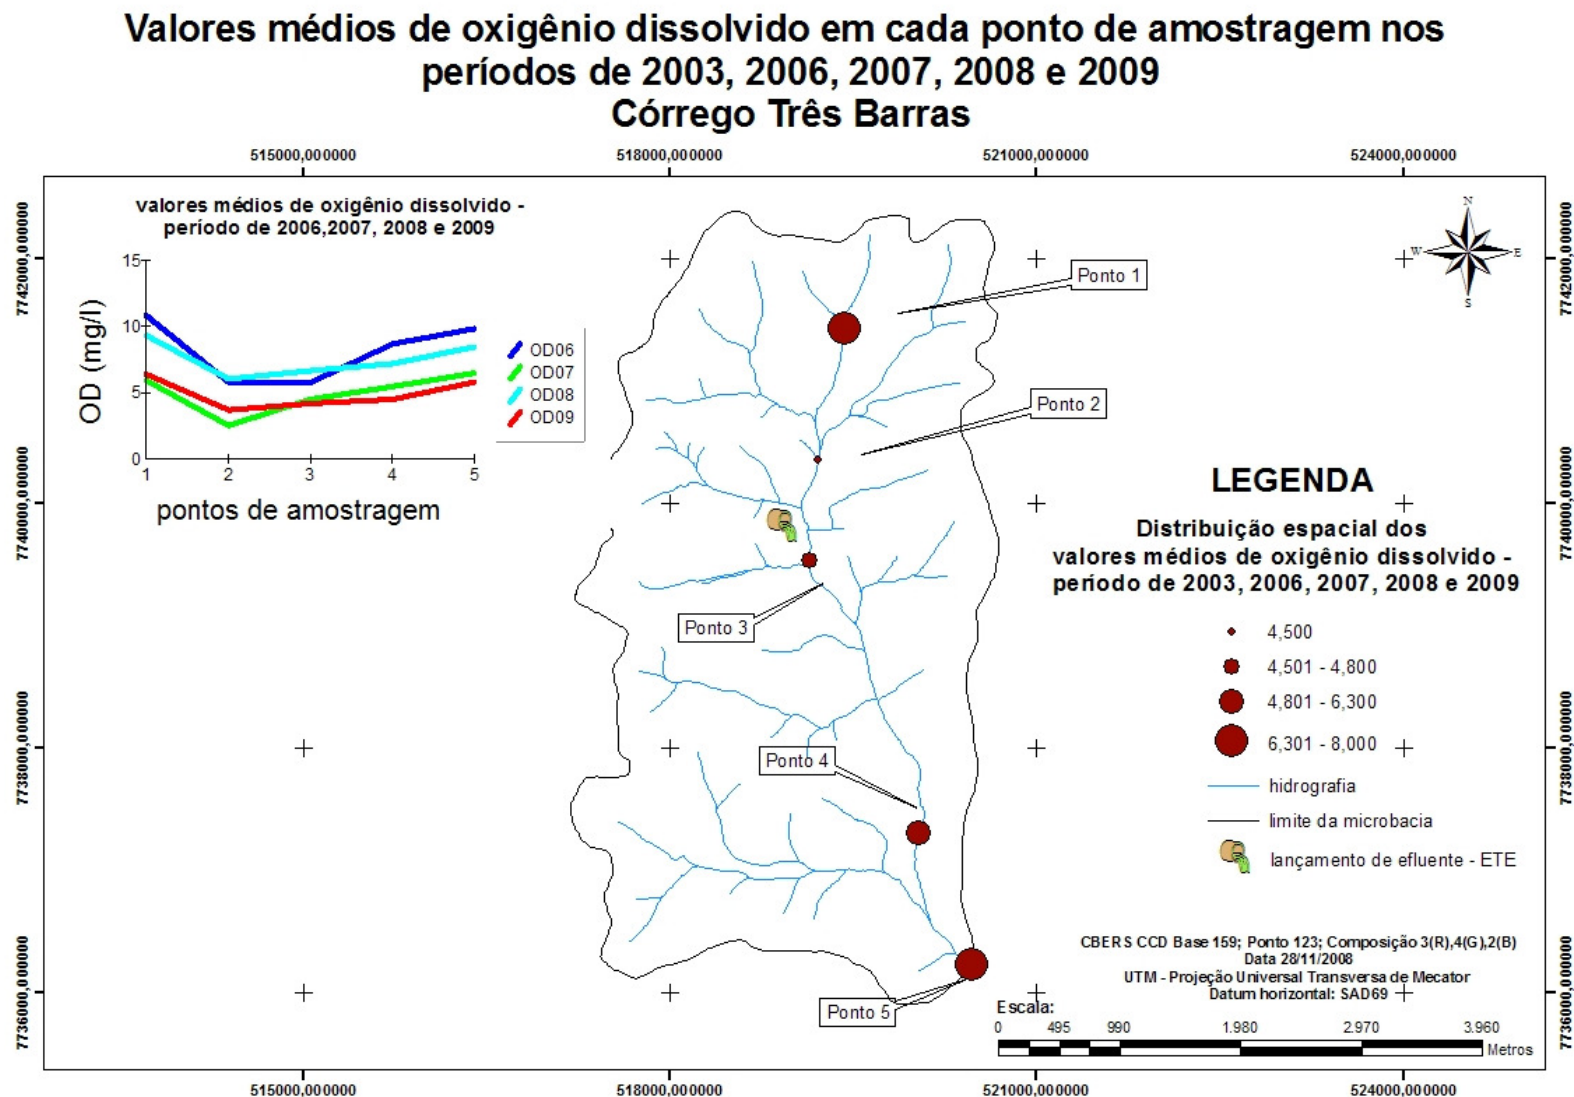 Valores médios de oxigênio dissolvido em cada ponto de amostragem nos
períodos de 2003, 2006, 2007, 2008 e 2009
Córrego Três Barras
515000,000000
518000,000000
521000,000000
524000,000000
7742000,000000
7740000,000000
7738000,000000
7736000,000000
valores médios de oxigênio dissolvido -
período de 2006,2007, 2008 e 2009
OD (mg/l)
15
10
5
0
1
2
3
4
5
pontos de amostragem
OD06
OD07
OD08
OD09
Ponto 1
Ponto 2
Ponto 3
Ponto 4
Ponto 5
N
W
E
S
7742000,000000
7740000,000000
7738000,000000
7736000,000000
LEGENDA
Distribuição espacial dos
valores médios de oxigênio dissolvido -
período de 2003, 2006, 2007, 2008 e 2009
4,500
4,501 - 4,800
4,801 - 6,300
6,301 - 8,000
hidrografia
limite da microbacia
lançamento de efluente - ETE
CBERS CCD Base 159; Ponto 123; Composição 3(R),4(G),2(B)
Data 28/11/2008
UTM - Projeção Universal Transversa de Mecator
Datum horizontal: SAD69
Escala:
0
495
990
1.980
2.970
3.960
Metros
515000,000000
518000,000000
521000,000000
524000,000000